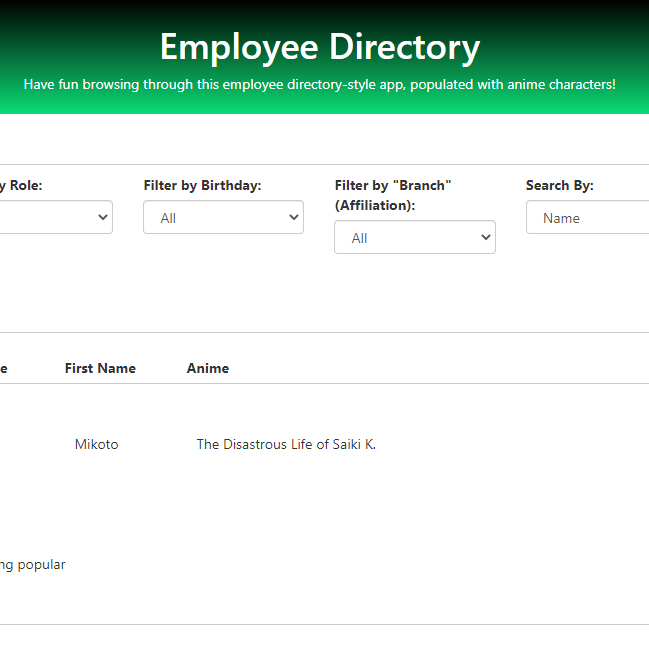 Employee Directory
Have fun browsing through this employee directory-style app, populated with anime characters!
y Role:
Filter by Birthday:
Filter by "Branch"
(Affiliation):
Search By:
All
All
Name
e
First Name
Anime
Mikoto
The Disastrous Life of Saiki K.
ng popular